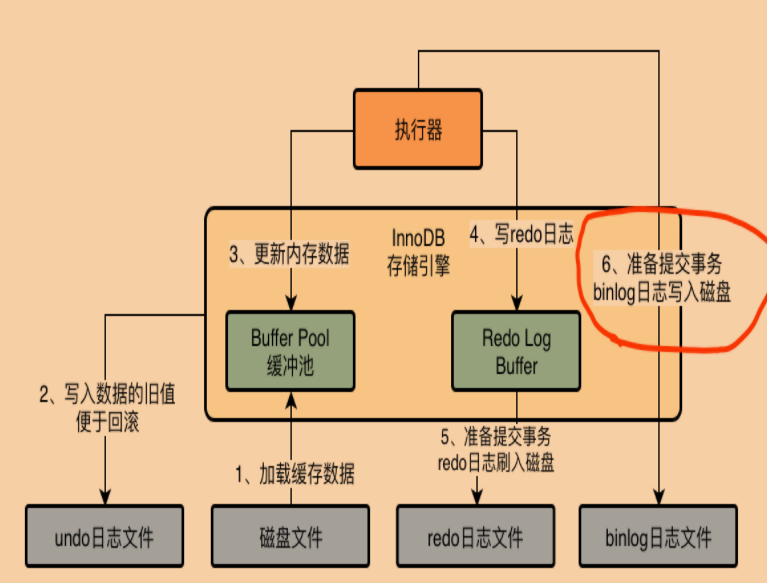 执行器
InnoDB
存储引擎
3、更新内存数据
4、写redo日志
6、准备提交事务
binlog日志写入磁盘
Buffer Pool
缓冲池
Redo Log
Buffer
2、写入数据的旧值
便于回滚
5、准备提交事务
redo日志刷入磁盘
1、加载缓存数据
undo日志文件
磁盘文件
redo日志文件
binlog日志文件